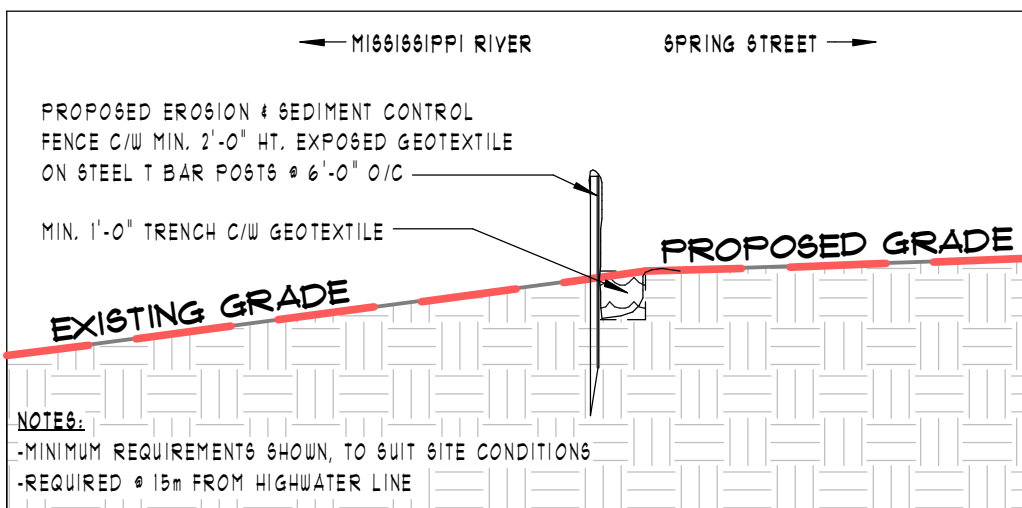 MISSISSIPPI RIVER
SPRING STREET
PROPOSED EROSION & SEDIMENT CONTROL
FENCE C/W MIN. 2'-0" HT. EXPOSED GEOTEXTILE
ON STEEL T BAR POSTS @ 6'-0" O/C
MIN. 1'-0" TRENCH C/W GEOTEXTILE
PROPOSED GRADE
EXISTING GRADE
NOTES:
-MINIMUM REQUIREMENTS SHOWN, TO SUIT SITE CONDITIONS
-REQUIRED @ 15m FROM HIGHWATER LINE